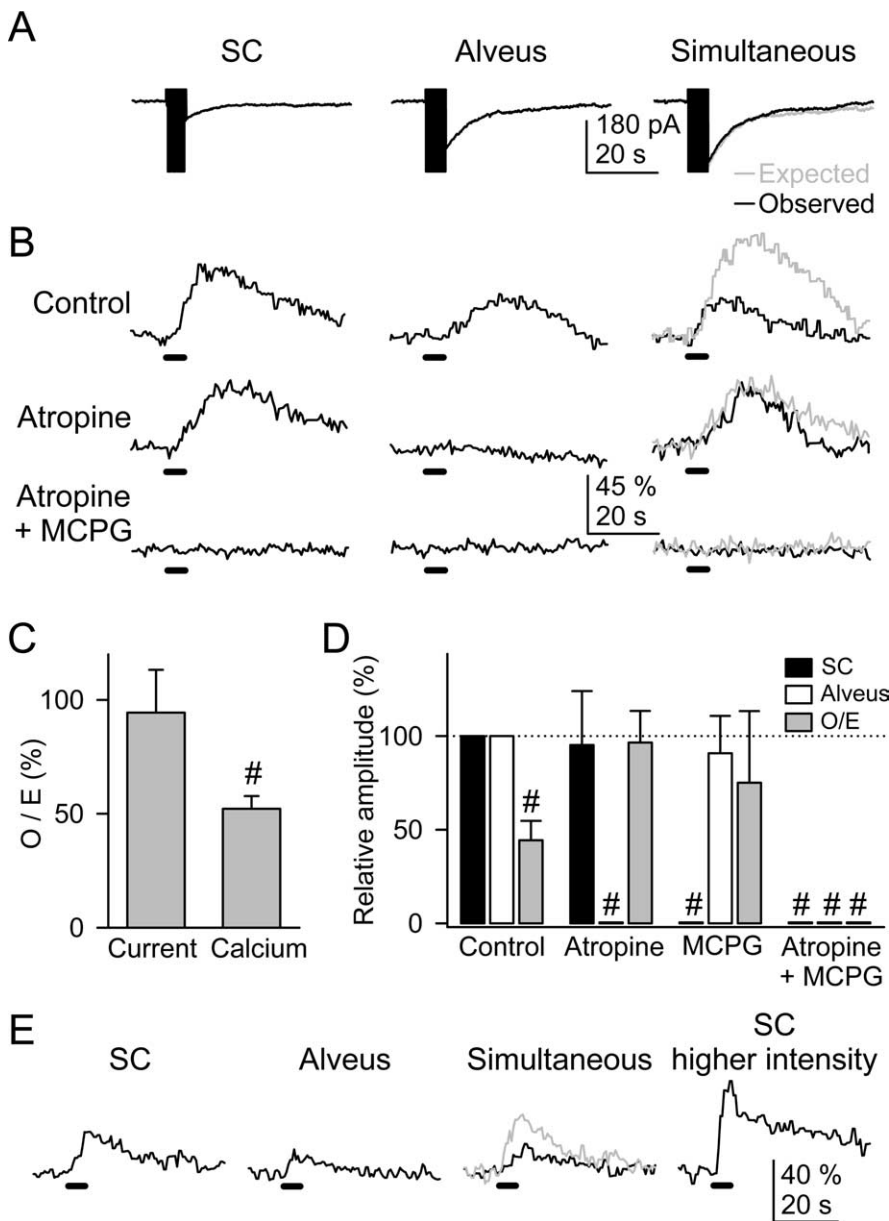 A
SC Alveus Simultaneous
180 pA
20 s
Expected
Observed
B
Control
Atropine
Atropine
+ MCPG
45 %
20 s
C
O / E (%)
100
50
0
#
Current Calcium
D
Relative amplitude (%)
100
50
0
SC
Alveus
O/E
# # # # # #
Control Atropine MCPG Atropine
+ MCPG
E
SC Alveus Simultaneous SC
higher intensity
40 %
20 s